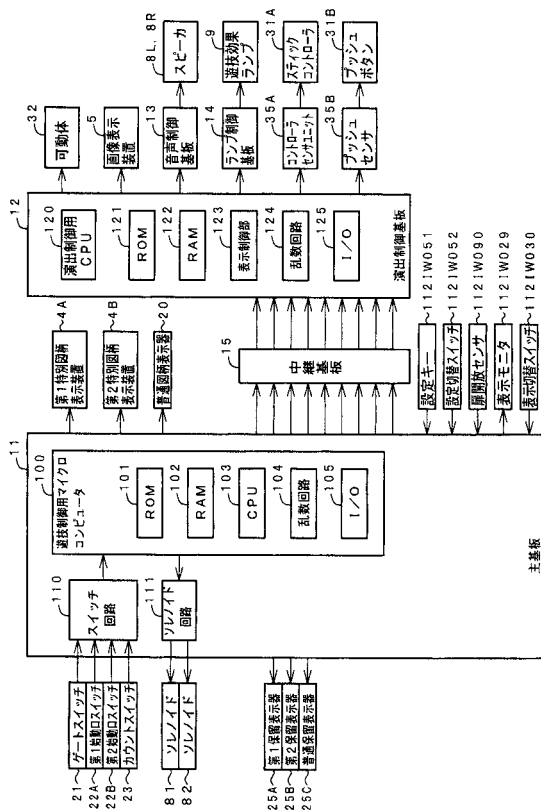 21
ゲートスイッチ
22A
第1始動口スイッチ
22B
第2始動口スイッチ
23
カウントスイッチ
81
ソレノイド
82
ソレノイド
25A
第1保留表示器
25B
第2保留表示器
25C
普通保留表示器
11
主基板
110
スイッチ
回路
111
ソレノイド
回路
100
遊技制御用マイクロ
コンピュータ
101
ROM
102
RAM
103
CPU
104
乱数回路
105
I/O
第1特別図柄
表示装置
4A
第2特別図柄
表示装置
4B
普通図柄表示器
20
15
中継基板
設定キー
112IW051
設定切替スイッチ
112IW052
扉開放センサ
112IW090
表示モニタ
112IW029
表示切替スイッチ
112IW030
12
演出制御基板
120
演出制御用
CPU
121
ROM
122
RAM
123
表示制御部
124
乱数回路
125
I/O
32
可動体
5
画像表示
装置
13
音声制御
基板
8L、8R
スピーカ
14
ランプ制御
基板
9
遊技効果
ランプ
35A
コントローラ
センサユニット
31A
スティック
コントローラ
35B
プッシュ
センサ
31B
プッシュ
ボタン